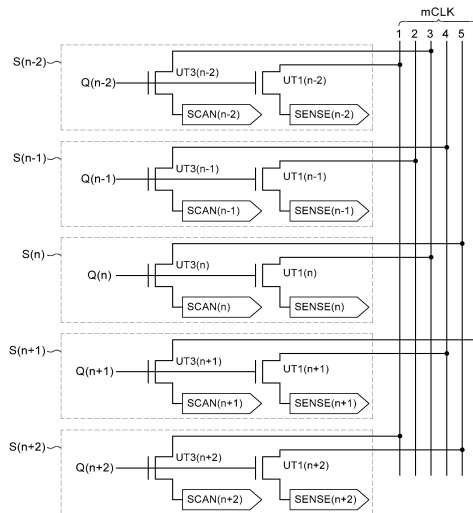 mCLK
1 2 3 4 5
S(n-2)
Q(n-2)
UT3(n-2)
UT1(n-2)
SCAN(n-2)
SENSE(n-2)
S(n-1)
Q(n-1)
UT3(n-1)
UT1(n-1)
SCAN(n-1)
SENSE(n-1)
S(n)
Q(n)
UT3(n)
UT1(n)
SCAN(n)
SENSE(n)
S(n+1)
Q(n+1)
UT3(n+1)
UT1(n+1)
SCAN(n+1)
SENSE(n+1)
S(n+2)
Q(n+2)
UT3(n+2)
UT1(n+2)
SCAN(n+2)
SENSE(n+2)